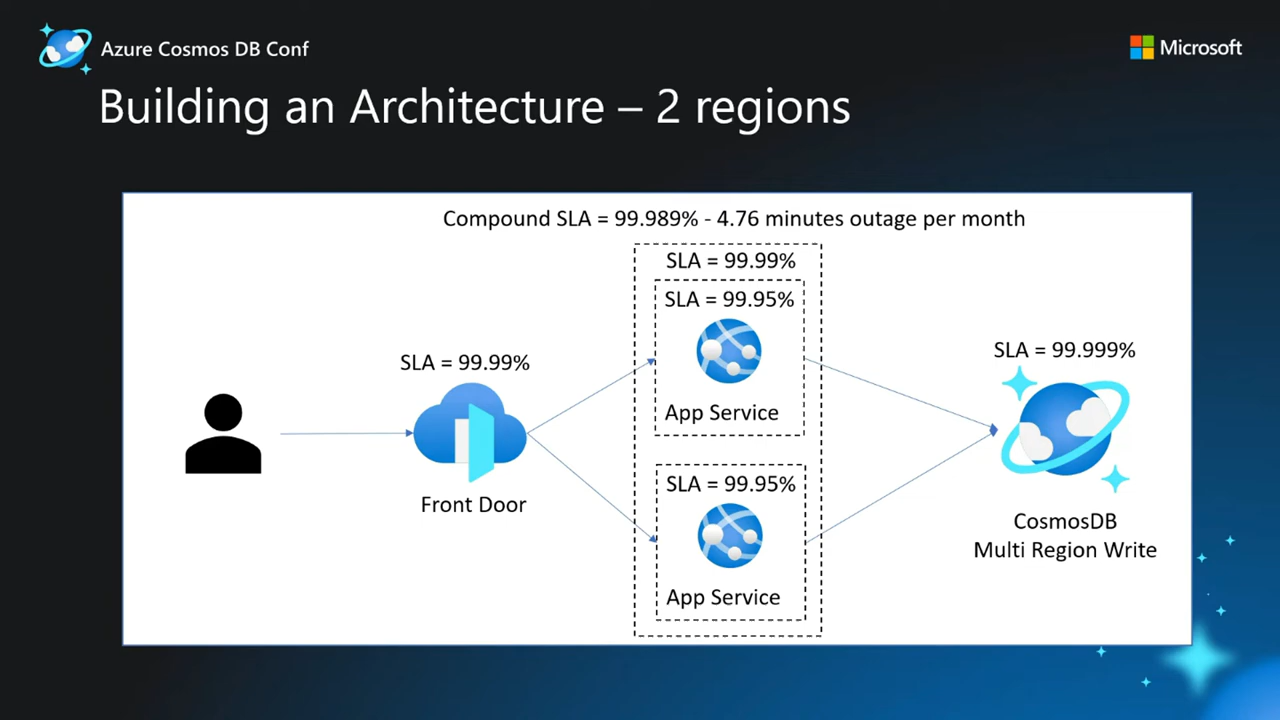 Azure Cosmos DB Conf
Microsoft
Building an Architecture – 2 regions
Compound SLA = 99.989% - 4.76 minutes outage per month
SLA = 99.99%
SLA = 99.95%
App Service
SLA = 99.99%
Front Door
SLA = 99.95%
App Service
SLA = 99.999%
CosmosDB
Multi Region Write